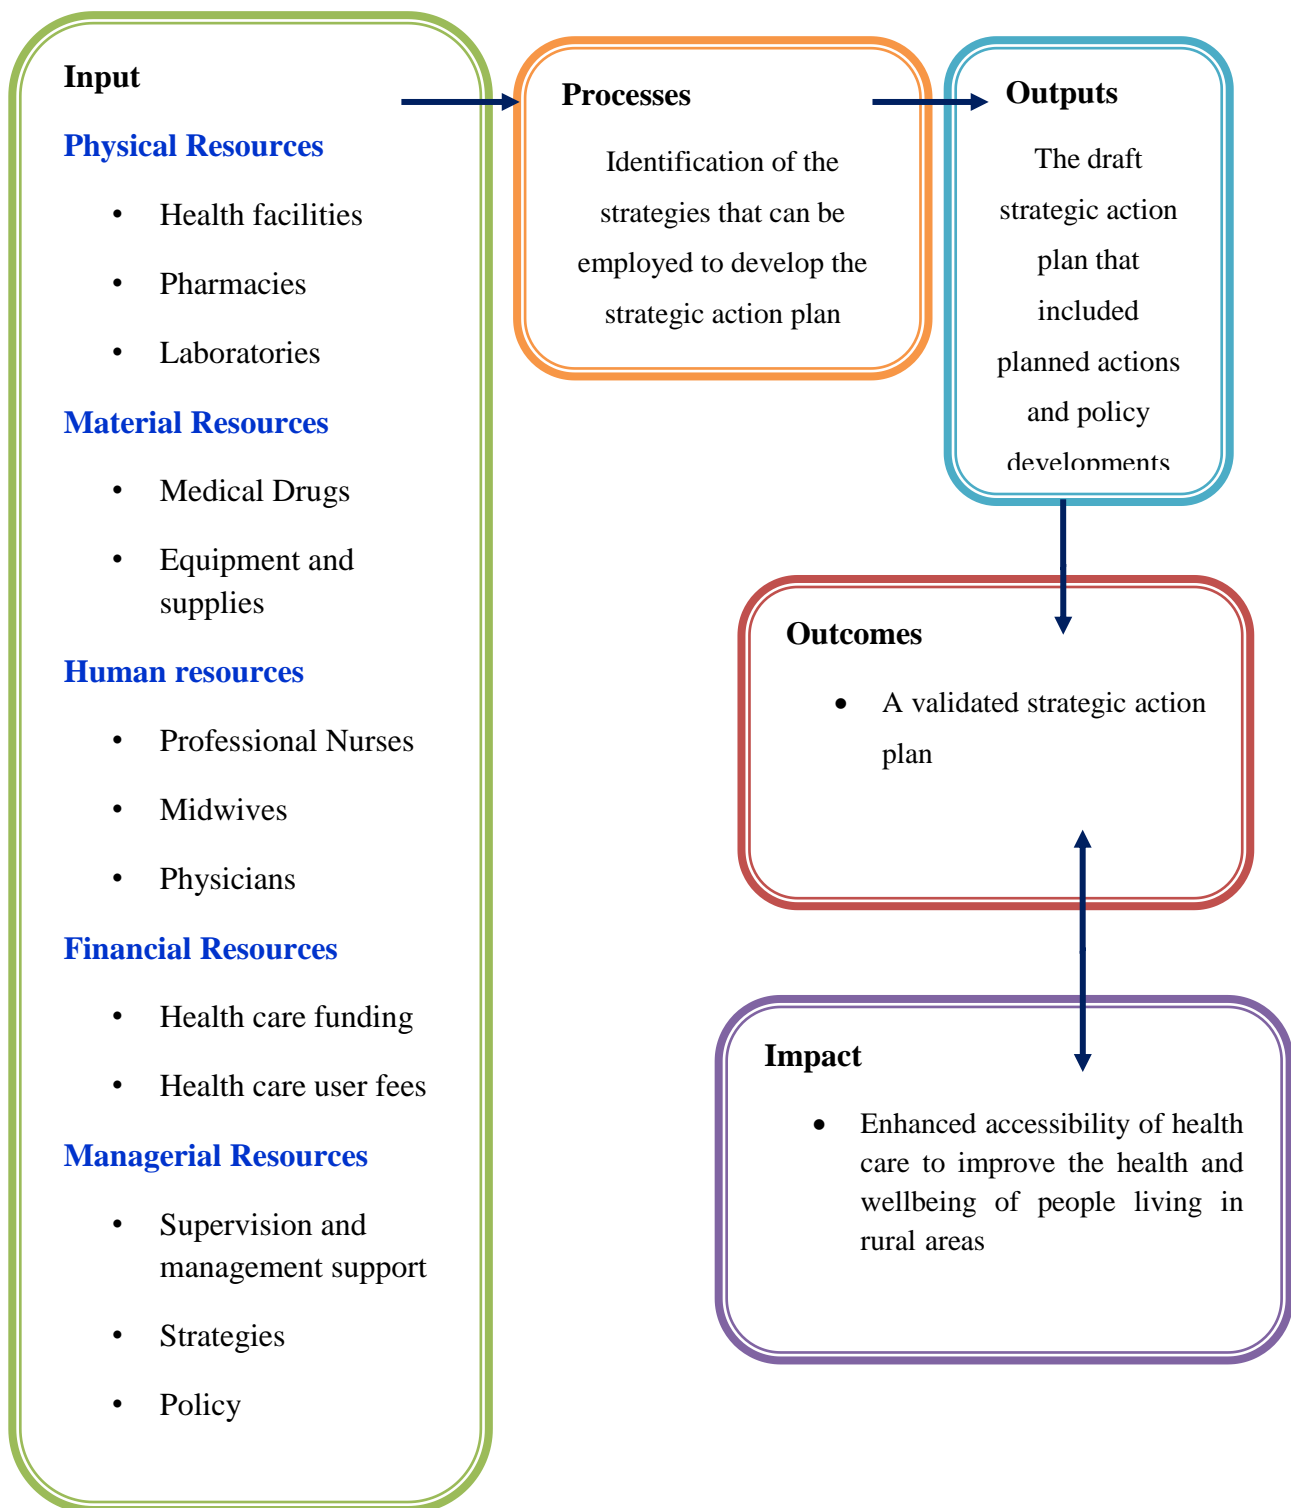 Input
Physical Resources
• Health facilities
• Pharmacies
• Laboratories
Material Resources
• Medical Drugs
• Equipment and
supplies
Human resources
• Professional Nurses
• Midwives
• Physicians
Financial Resources
• Health care funding
• Health care user fees
Managerial Resources
• Supervision and
management support
• Strategies
• Policy
Processes
Identification of the
strategies that can be
employed to develop the
strategic action plan
Outputs
The draft
strategic action
plan that
included
planned actions
and policy
developments
Outcomes
• A validated strategic action
plan
Impact
• Enhanced accessibility of health
care to improve the health and
wellbeing of people living in
rural areas